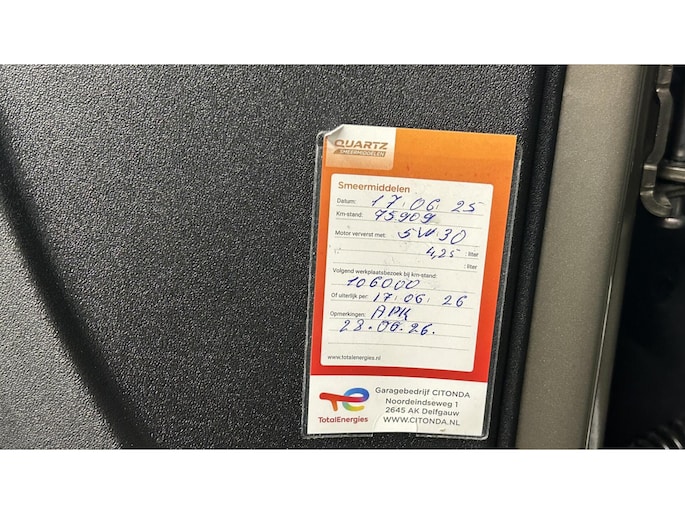 QUARTZ
SMEERMIDDELEN
Smeermiddelen
Datum: 17.06.25
Km-stand: 95909
Motor ververst met: 5W30
4,25 : liter
: liter
Volgend werkplaatsbezoek bij km-stand:
106000
Of uiterlijk per: 17.06.26
Opmerkingen: APK
28.06.26.
www.totalenergies.nl
TotalEnergies
Garagebedrijf CITONDA
Noordeindseweg 1
2645 AK Delfgauw
WWW.CITONDA.NL